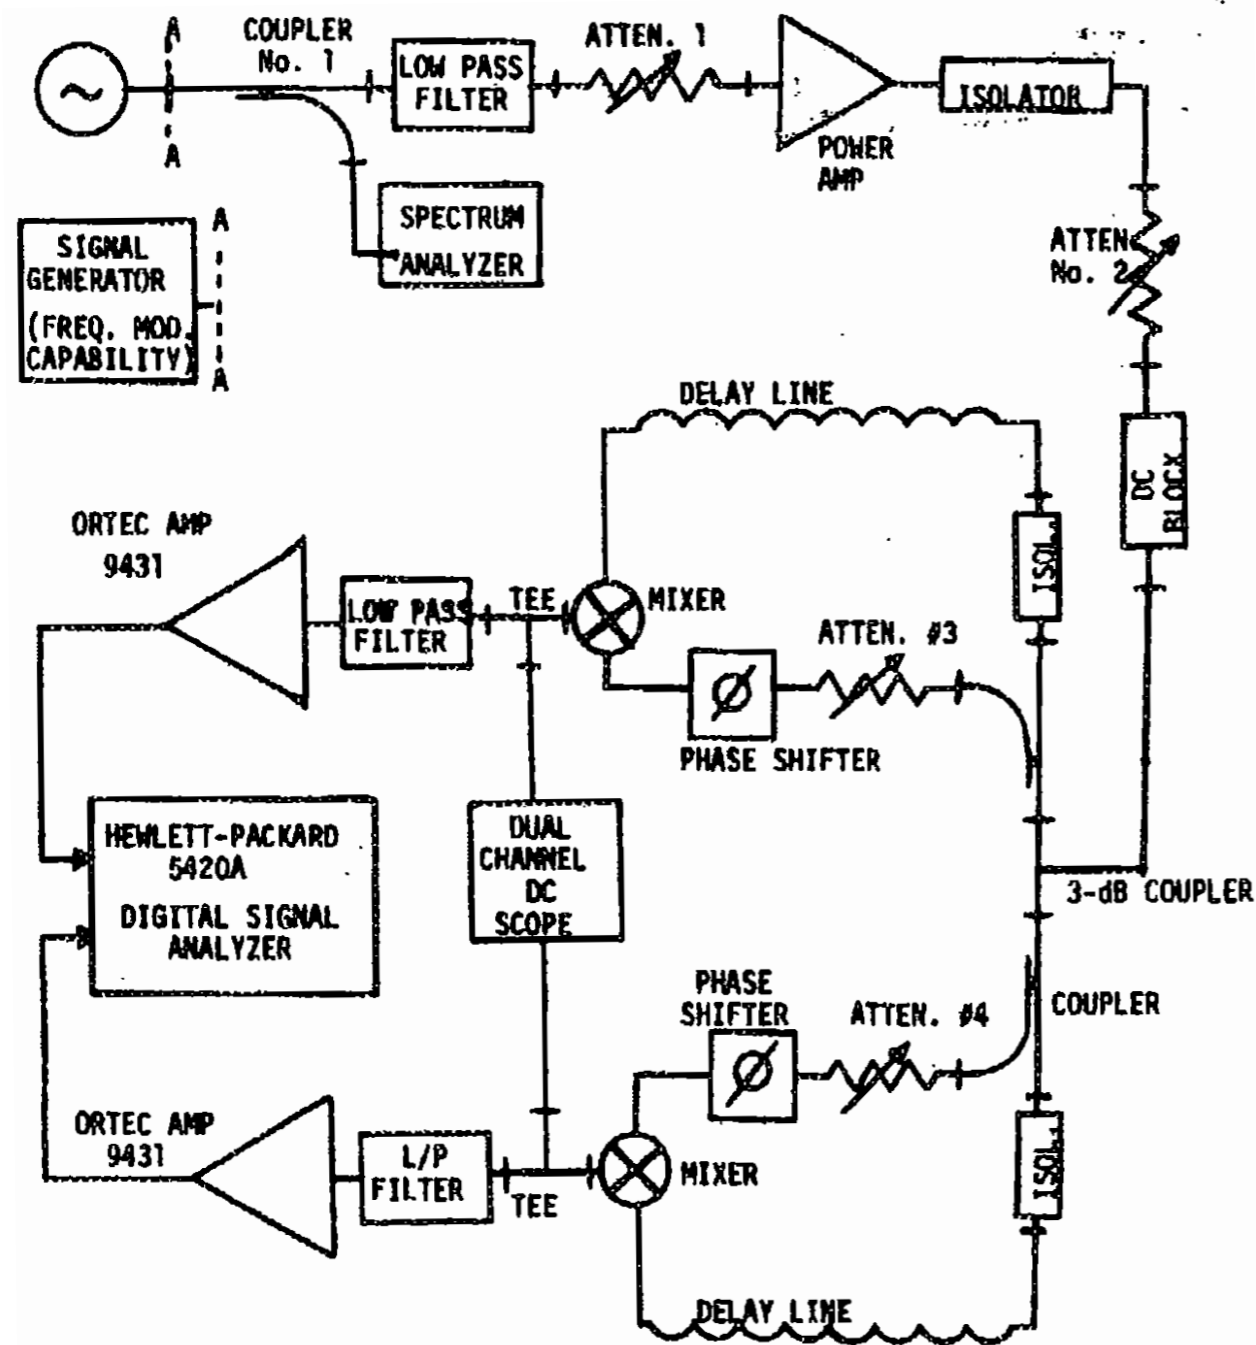 A
COUPLER
No. 1
LOW PASS
FILTER
ATTEN. 1
POWER
AMP
ISOLATOR
A
SPECTRUM
ANALYZER
SIGNAL
GENERATOR
(FREQ. MOD.
CAPABILITY)
A
A
ATTEN
No. 2
DC
BLOCK
DELAY LINE
ISOL.
ORTEC AMP
9431
LOW PASS
FILTER
TEE
MIXER
ATTEN. #3
PHASE SHIFTER
HEWLETT-PACKARD
5420A
DIGITAL SIGNAL
ANALYZER
DUAL
CHANNEL
DC
SCOPE
3-dB COUPLER
COUPLER
PHASE
SHIFTER
ATTEN. #4
ORTEC AMP
9431
L/P
FILTER
TEE
MIXER
ISOL.
DELAY LINE